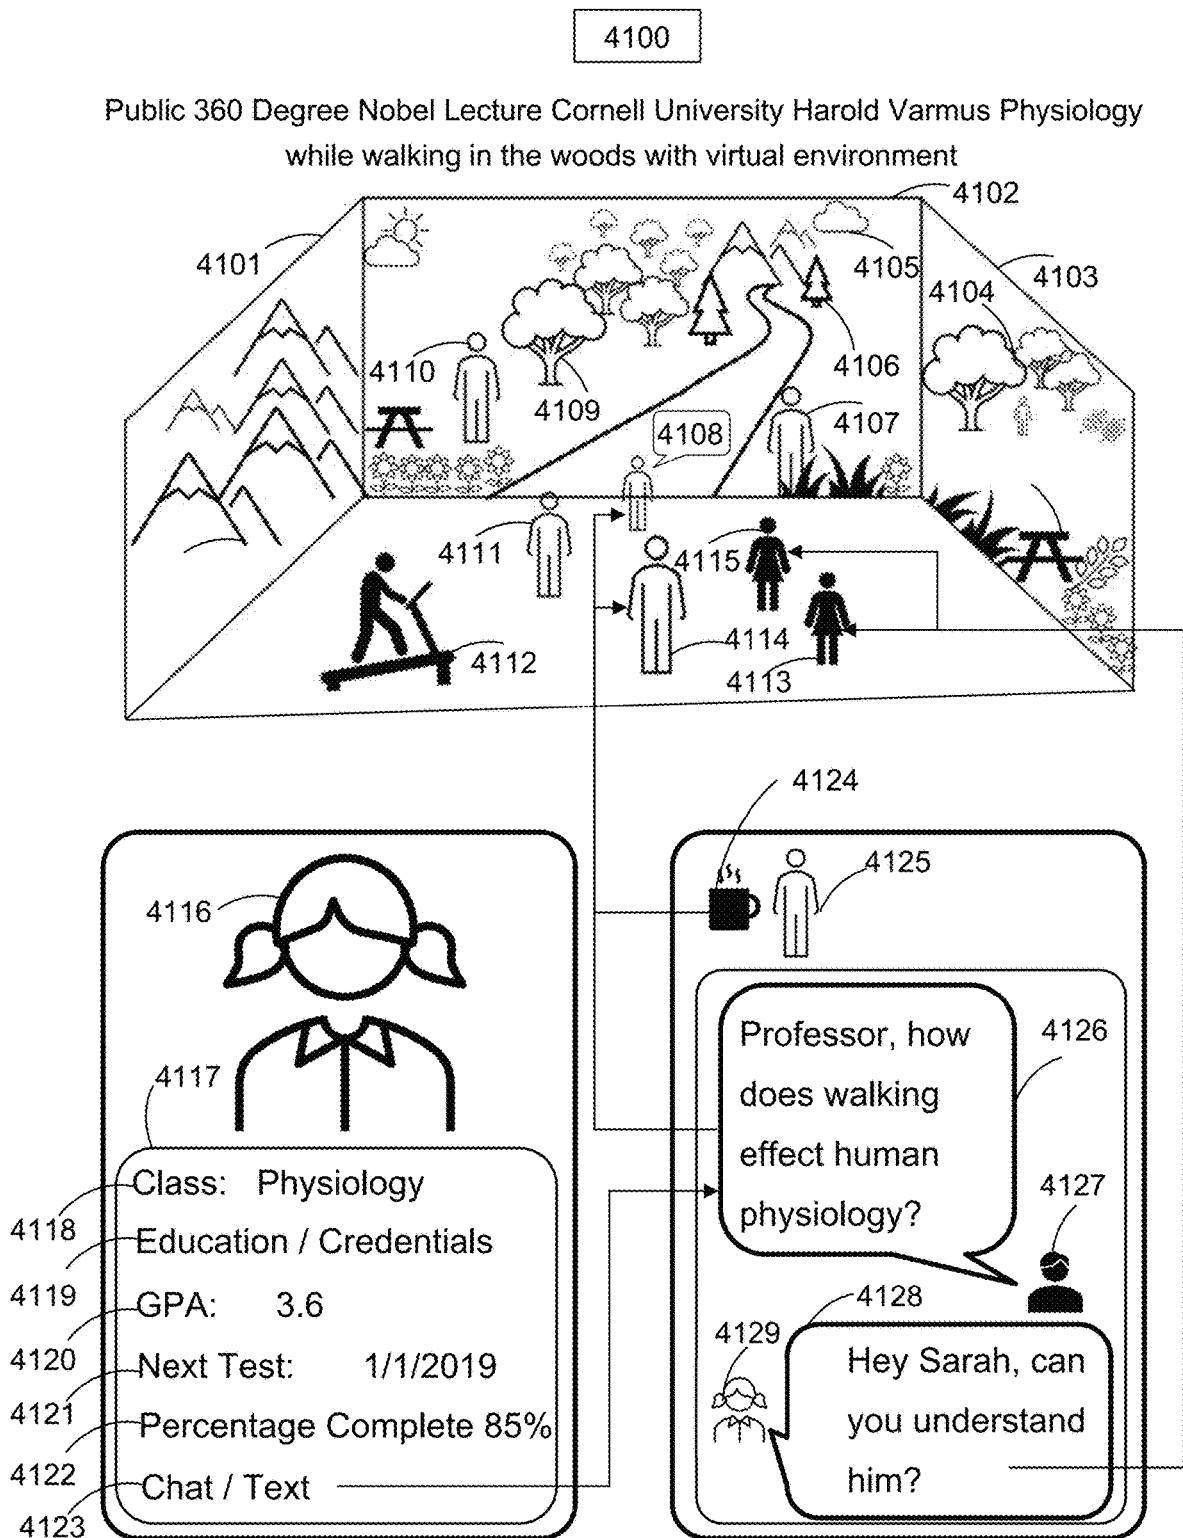 4100
Public 360 Degree Nobel Lecture Cornell University Harold Varmus Physiology
while walking in the woods with virtual environment
4102
4101
4103
4105
4104
4110
4106
4109
4108
4107
4111
4115
4114
4112
4113
4124
4125
4116
Professor, how
does walking
effect human
physiology?
4126
4117
4127
Class: Physiology
4118
Education / Credentials
4119
GPA: 3.6
4128
4129
4120
Next Test: 1/1/2019
Hey Sarah, can
you understand
him?
4121
Percentage Complete 85%
4122
Chat / Text
4123